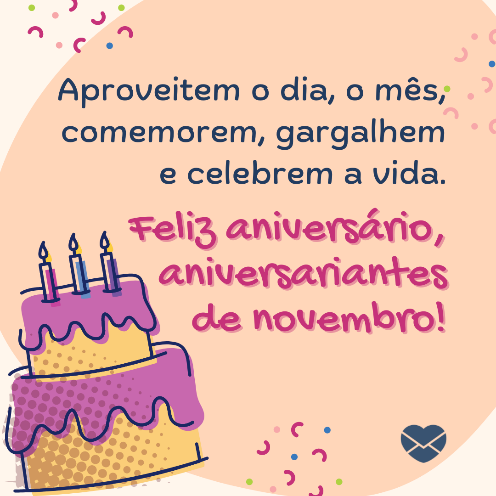 Aproveitem o dia, o mês,
comemorem, gargalhem
e celebrem a vida.
Feliz aniversário,
aniversariantes
de novembro!